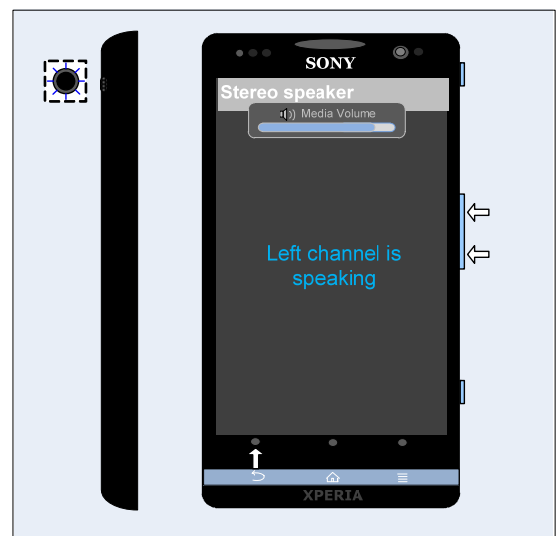 SONY
Stereo speaker
Media Volume
Left channel is
speaking
XPERIA